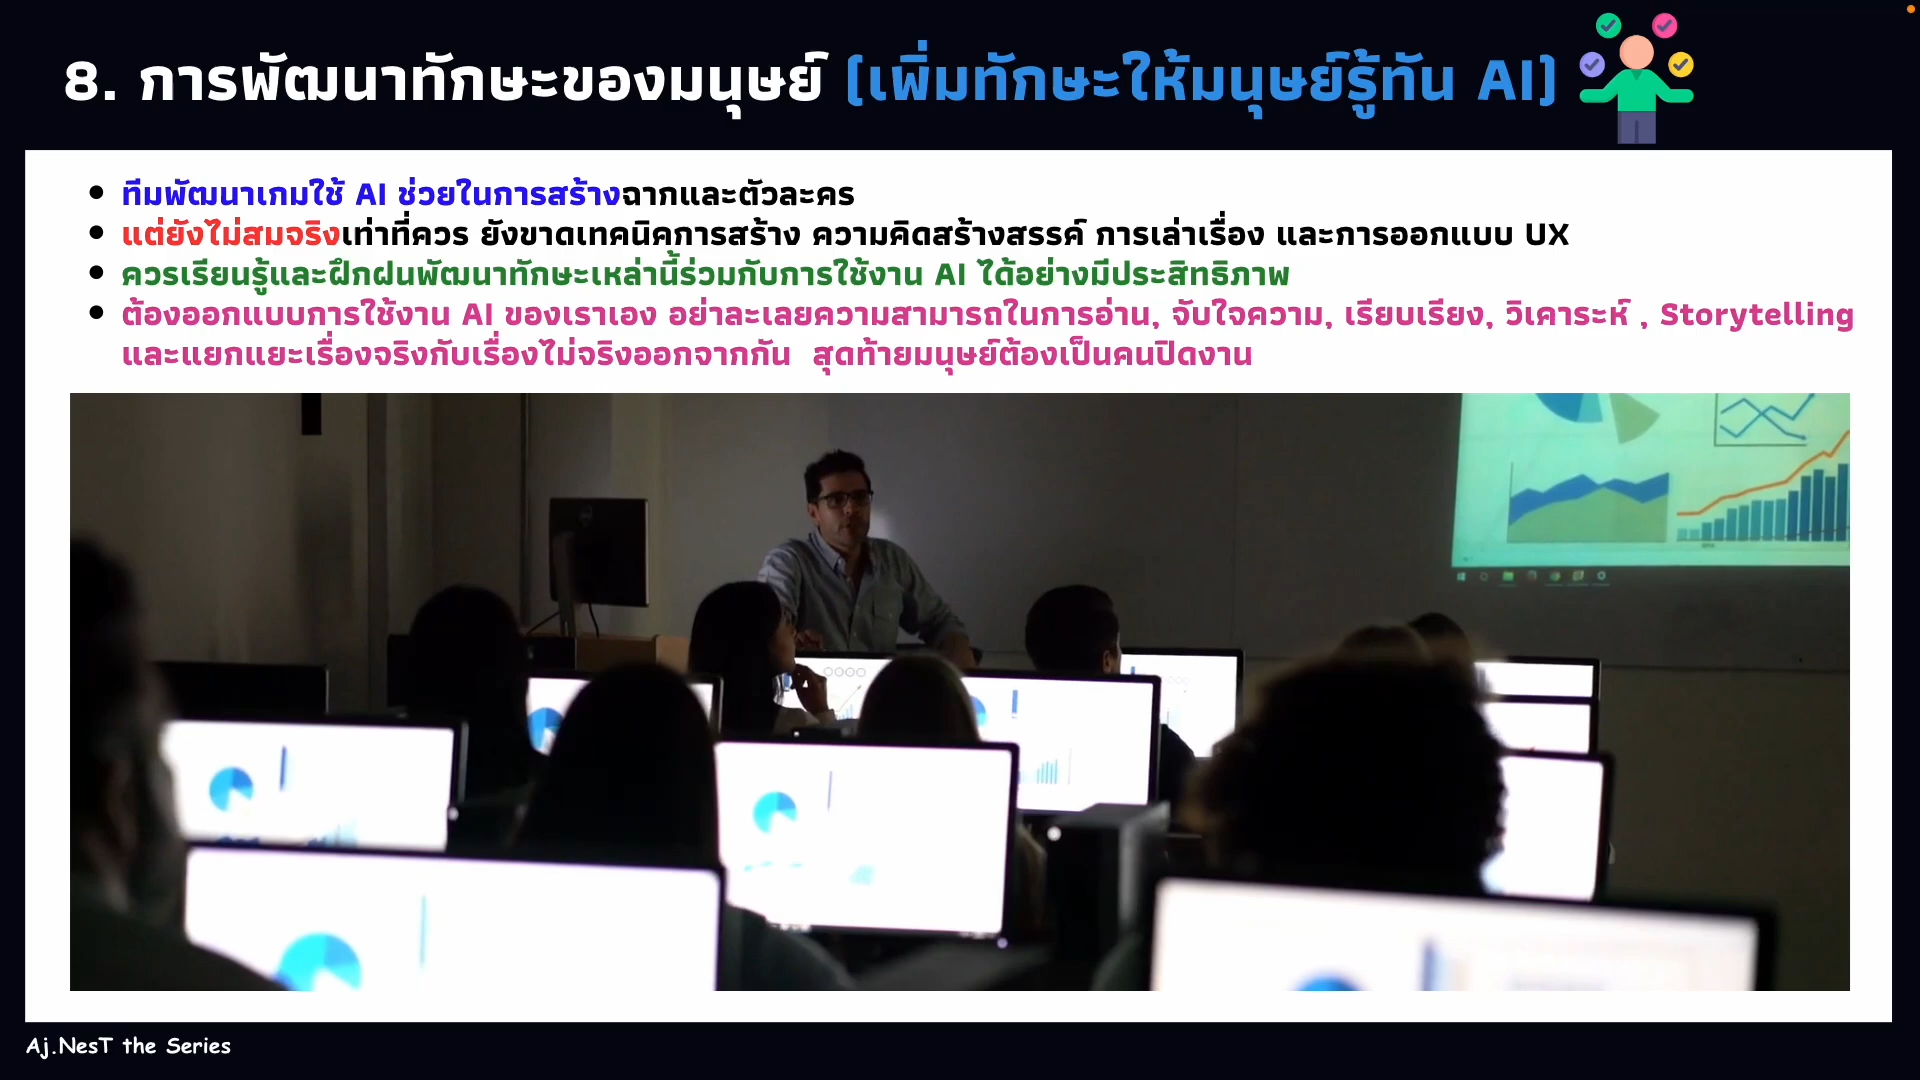 8. การพัฒนาทักษะของมนุษย์ (เพิ่มทักษะให้มนุษย์รู้ทัน AI)
ทีมพัฒนาเกมใช้ AI ช่วยในการสร้างฉากและตัวละคร
แต่ยังไม่สมจริงเท่าที่ควร ยังขาดเทคนิคการสร้าง ความคิดสร้างสรรค์ การเล่าเรื่อง และการออกแบบ UX
ควรเรียนรู้และฝึกฝนพัฒนาทักษะเหล่านี้ร่วมกับการใช้งาน AI ได้อย่างมีประสิทธิภาพ
ต้องออกแบบการใช้งาน AI ของเราเอง อย่าละเลยความสามารถในการอ่าน, จับใจความ, เรียบเรียง, วิเคาระห์ , Storytelling
และแยกแยะเรื่องจริงกับเรื่องไม่จริงออกจากกัน สุดท้ายมนุษย์ต้องเป็นคนปิดงาน
Aj.NesT the Series